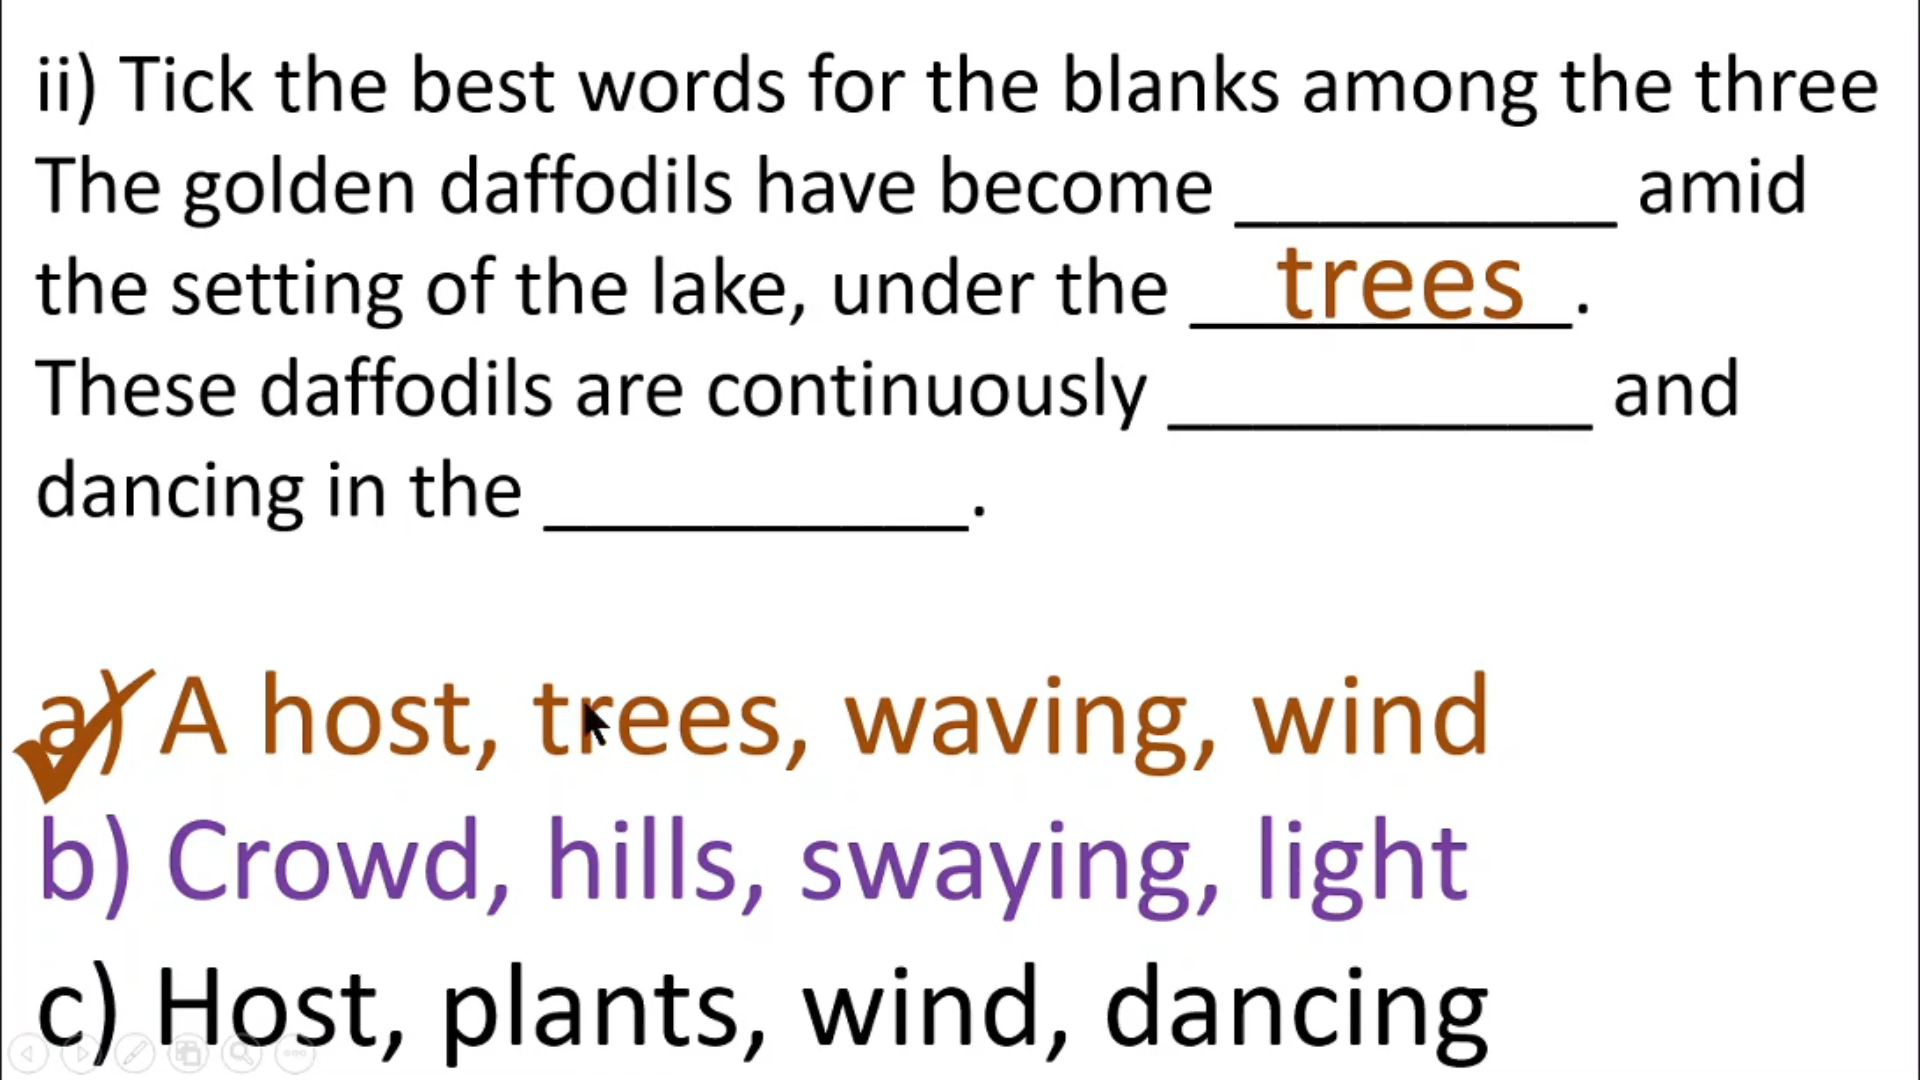 ii) Tick the best words for the blanks among the three
The golden daffodils have become _________ amid
the setting of the lake, under the trees.
These daffodils are continuously __________ and
dancing in the __________.
a) A host, trees, waving, wind
b) Crowd, hills, swaying, light
c) Host, plants, wind, dancing